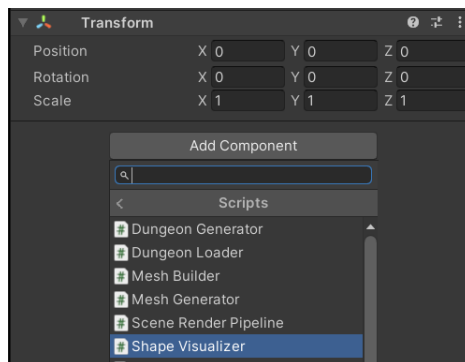 Transform
Position X 0 Y 0 Z 0
Rotation X 0 Y 0 Z 0
Scale X 1 Y 1 Z 1
Add Component
< Scripts
# Dungeon Generator
# Dungeon Loader
# Mesh Builder
# Mesh Generator
# Scene Render Pipeline
# Shape Visualizer